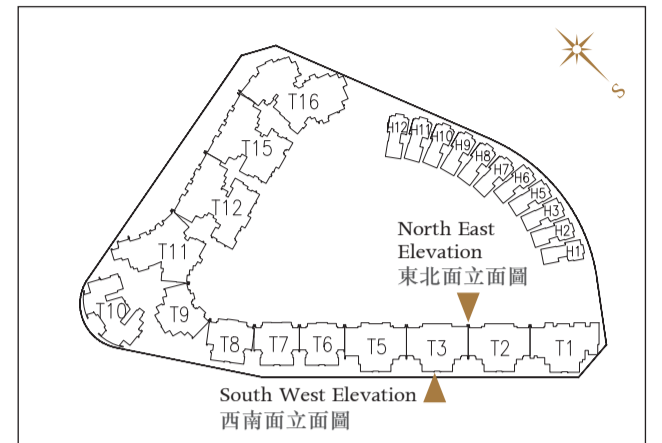 S
T16
T15
T12
T11
T10
T9
H12
H11
H10
H9
H8
H7
H6
H5
H3
H2
H1
North East
Elevation
東北面立面圖
T8
T7
T6
T5
T3
T2
T1
South West Elevation
西南面立面圖